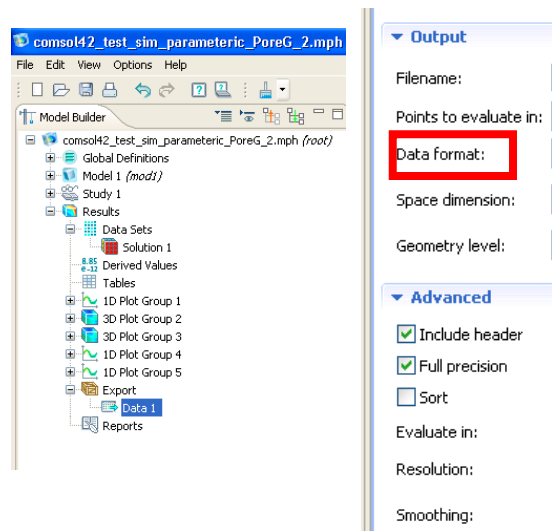 comsol42_test_sim_parameteric_PoreG_2.mph
File Edit View Options Help
Model Builder
comsol42_test_sim_parameteric_PoreG_2.mph (root)
Global Definitions
Model 1 (mod1)
Study 1
Results
Data Sets
Solution 1
8.85
e-12
Derived Values
Tables
1D Plot Group 1
3D Plot Group 2
3D Plot Group 3
1D Plot Group 4
1D Plot Group 5
Export
Data 1
Reports
Output
Filename:
Points to evaluate in:
Data format:
Space dimension:
Geometry level:
Advanced
Include header
Full precision
Sort
Evaluate in:
Resolution:
Smoothing: